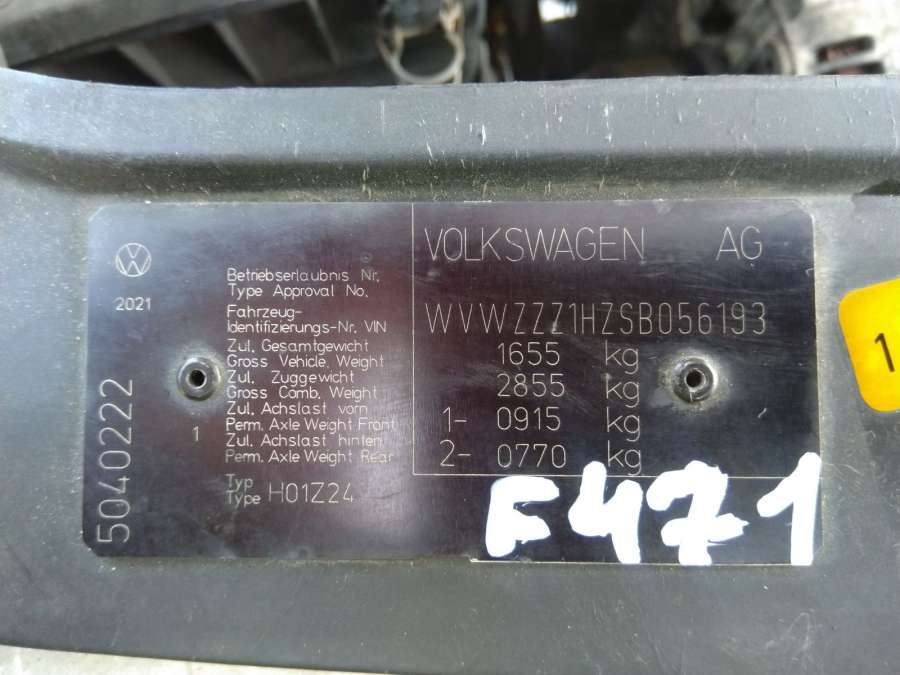 VOLKSWAGEN AG
2021
Betriebserlaubnis Nr.
Type Approval No.
Fahrzeug-
Identifizierungs-Nr. VIN WVWZZZ1HZSB056193
Zul. Gesamtgewicht
Gross Vehicle. Weight 1655 kg
Zul. Zuggewicht
Gross Comb. Weight 2855 kg
Zul. Achslast vorn
Perm. Axle Weight Front 1- 0915 kg
1
Zul. Achslast hinten
Perm. Axle Weight Rear 2- 0770 kg
Typ
Type H01Z24
5040222
F471
1